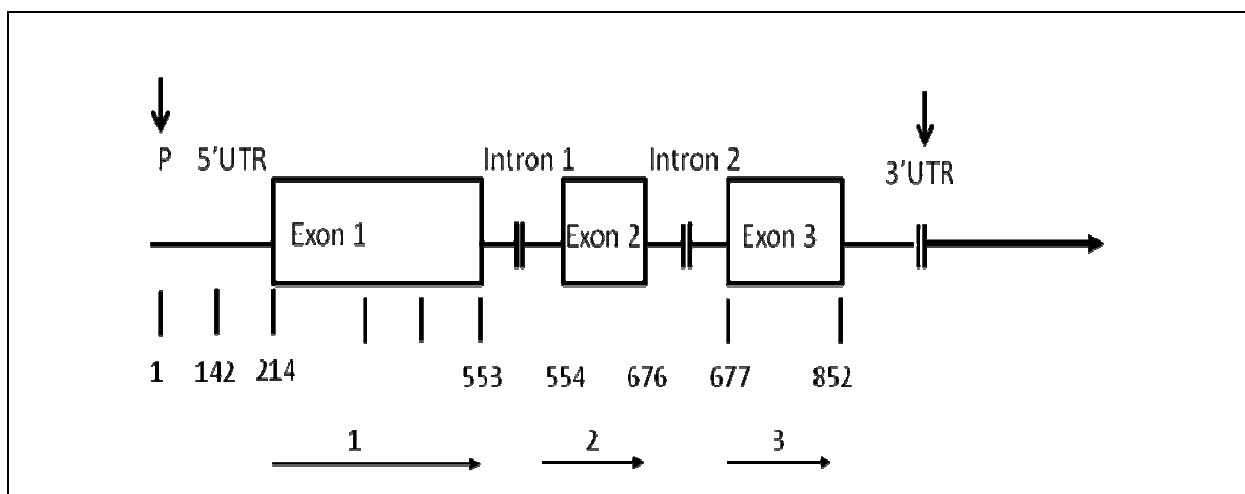 P 5'UTR Intron 1 Intron 2 3'UTR
Exon 1 Exon 2 Exon 3
1 142 214 553 554 676 677 852
1 2 3